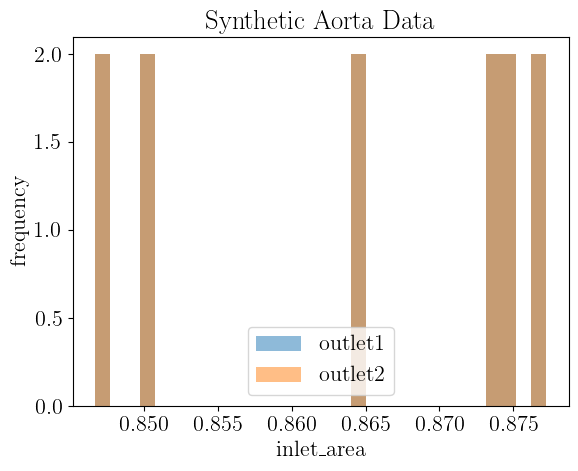 Synthetic Aorta Data
frequency
2.0
1.5
1.0
0.5
0.0
outlet1
outlet2
0.850 0.855 0.860 0.865 0.870 0.875
inlet_area